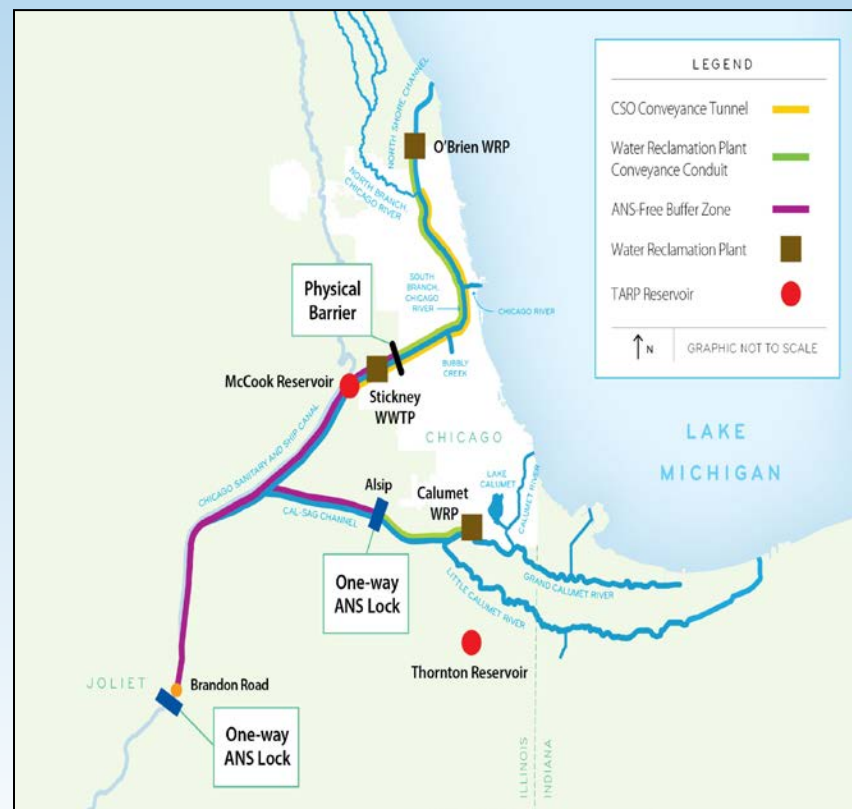 LEGEND
CSO Conveyance Tunnel
Water Reclamation Plant
Conveyance Conduit
ANS-Free Buffer Zone
Water Reclamation Plant
TARP Reservoir
N
GRAPHIC NOT TO SCALE
NORTH SHORE CHANNEL
O'Brien WRP
NORTH BRANCH,
CHICAGO RIVER
Physical
Barrier
SOUTH
BRANCH,
CHICAGO
RIVER
CHICAGO RIVER
BUBBLY
CREEK
McCook Reservoir
Stickney
WWTP
CHICAGO
LAKE
MICHIGAN
CHICAGO SANITARY AND SHIP CANAL
Alsip
Calumet
WRP
LAKE
CALUMET
CALUMET RIVER
CAL-SAG CHANNEL
One-way
ANS Lock
GRAND CALUMET RIVER
LITTLE CALUMET RIVER
Thornton Reservoir
JOLIET
Brandon Road
One-way
ANS Lock
ILLINOIS
INDIANA